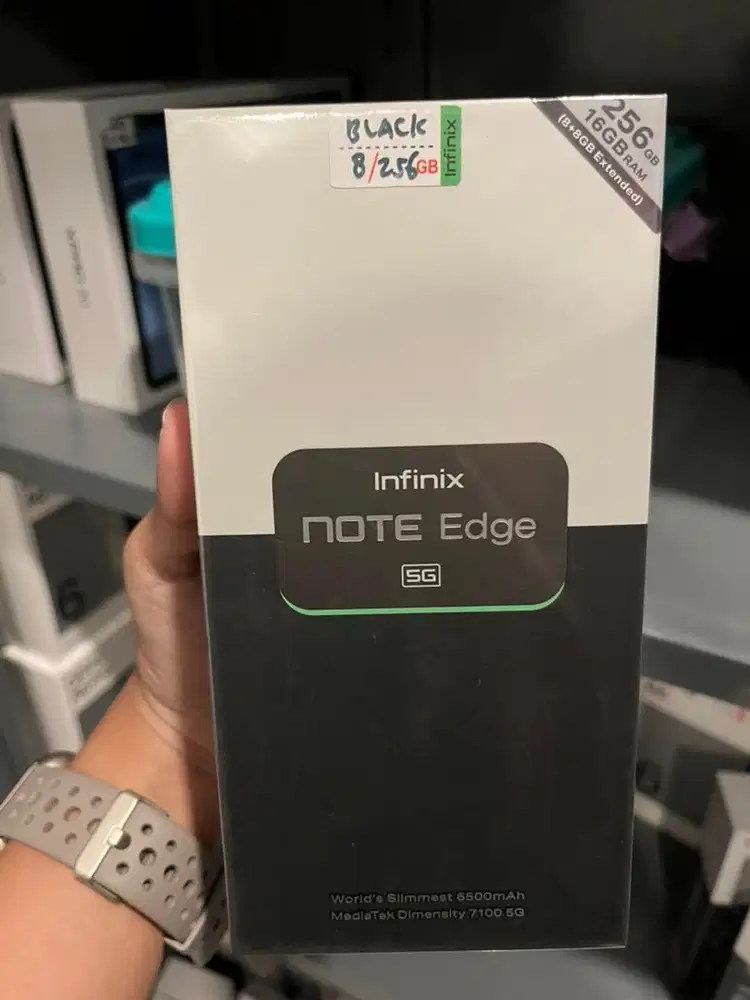 BLACK
8/256GB
Infinix
256GB
16GB RAM
(8+8GB Extended)
Infinix
NOTE Edge
5G
World's Slimmest 6500mAh
MediaTek Dimensity 7100 5G
6